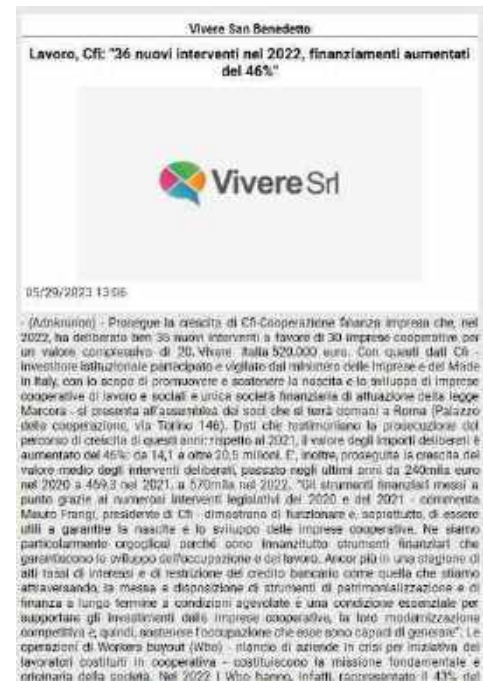 Vivere San Benedetto
Lavoro, Cfi: "36 nuovi interventi nel 2022, finanziamenti aumentati
del 46%"
Vivere Srl
05/29/2023 13:06
- (Adnkronos) - Prosegue la crescita di Cfi-Cooperazione finanza impresa che, nel
2022, ha deliberato ben 36 nuovi interventi a favore di 30 imprese cooperative per
un valore complessivo di 20. Vivere Italia 520.000 euro. Con questi dati Cfi -
investitore istituzionale partecipato e vigilato dal ministero delle Imprese e del Made
in Italy, con lo scopo di promuovere e sostenere la nascita e lo sviluppo di imprese
cooperative di lavoro e sociali e unica società finanziaria di attuazione della legge
Marcora - si presenta all'assemblea dei soci che si terrà domani a Roma (Palazzo
della cooperazione, via Torino 146). Dati che testimoniano la prosecuzione del
percorso di crescita di questi anni: rispetto al 2021, il valore degli importi deliberati è
aumentato del 46%: da 14,1 a oltre 20,5 milioni. E', inoltre, proseguita la crescita del
valore medio degli interventi deliberati, passato negli ultimi anni da 240mila euro
nel 2020 a 469,3 nel 2021, a 570mila nel 2022. "Gli strumenti finanziari messi a
punto grazie ai numerosi interventi legislativi del 2020 e del 2021 - commenta
Mauro Frangi, presidente di Cfi - dimostrano di funzionare e, soprattutto, di essere
utili a garantire la nascita e lo sviluppo delle imprese cooperative. Ne siamo
particolarmente orgogliosi perché sono innanzitutto strumenti finanziari che
garantiscono lo sviluppo dell'occupazione e del lavoro. Ancor più in una stagione di
alti tassi di interessi e di restrizione del credito bancario come quella che stiamo
attraversando, la messa a disposizione di strumenti di patrimonializzazione e di
finanza a lungo termine a condizioni agevolate è una condizione essenziale per
supportare gli investimenti delle imprese cooperative, la loro modernizzazione
competitiva e, quindi, sostenere l'occupazione che esse sono capaci di generare". Le
operazioni di Workers buyout (Wbo) - rilancio di aziende in crisi per iniziativa dei
lavoratori costituiti in cooperativa - costituiscono la missione fondamentale e
originaria della società. Nel 2022 i Wbo hanno, infatti, rappresentato il 43% del